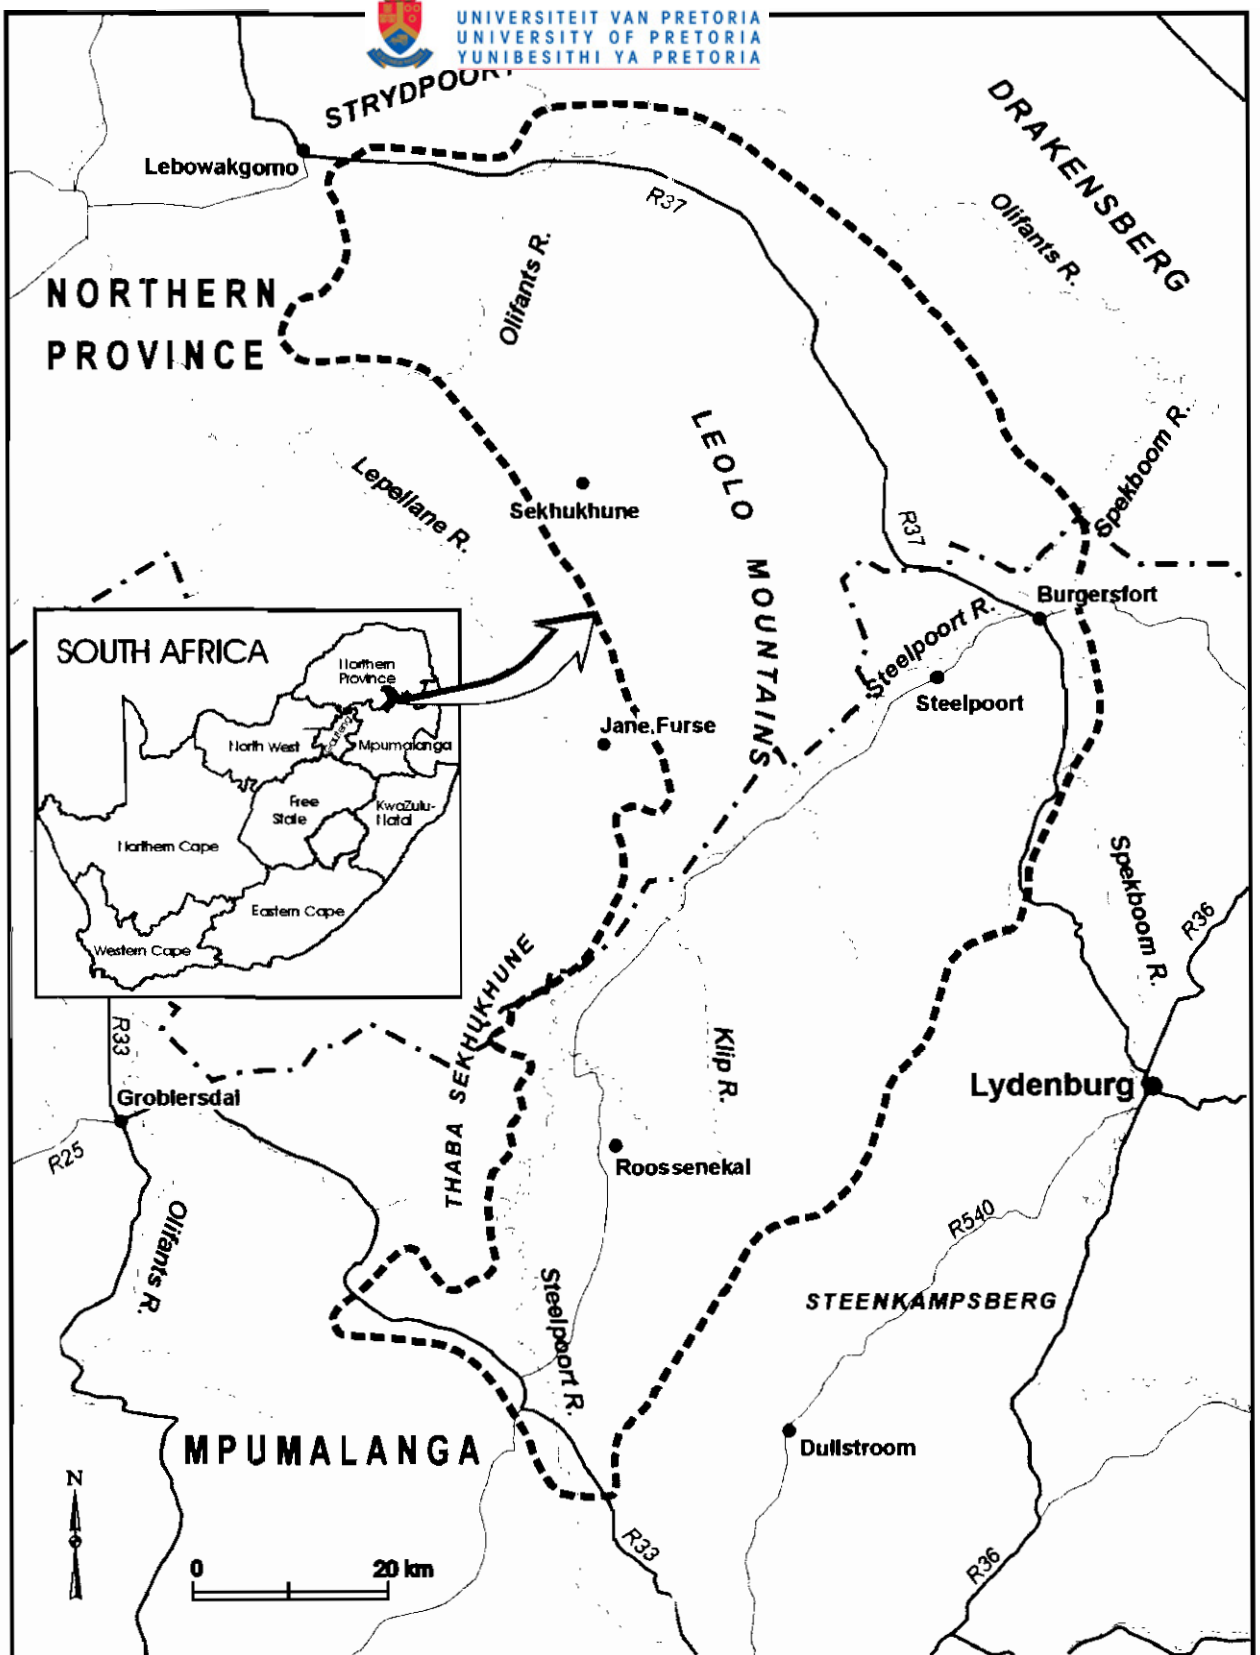 UNIVERSITEIT VAN PRETORIA
UNIVERSITY OF PRETORIA
YUNIBESITHI YA PRETORIA
STRYDPOORT
DRAKENSBERG
Lebowakgomo
R37
Olifants R.
Olifants R.
NORTHERN
PROVINCE
LEOLO MOUNTAINS
Lepellane R.
Sekhukhune
Spekboom R.
R37
Burgersfort
Steelpoort R.
Steelpoort
SOUTH AFRICA
Northern
Province
North West
Gauteng
Mpumalanga
Free
State
KwaZulu-
Natal
Northern Cape
Eastern Cape
Western Cape
Jane Furse
Spekboom R.
R36
THABA SEKHUKHUNE
Klip R.
R33
Groblersdal
R25
Lydenburg
Roossenekal
Olifants R.
R540
Steelpoort R.
STEENKAMPSBERG
MPUMALANGA
Dullstroom
N
0 20 km
R33
R36